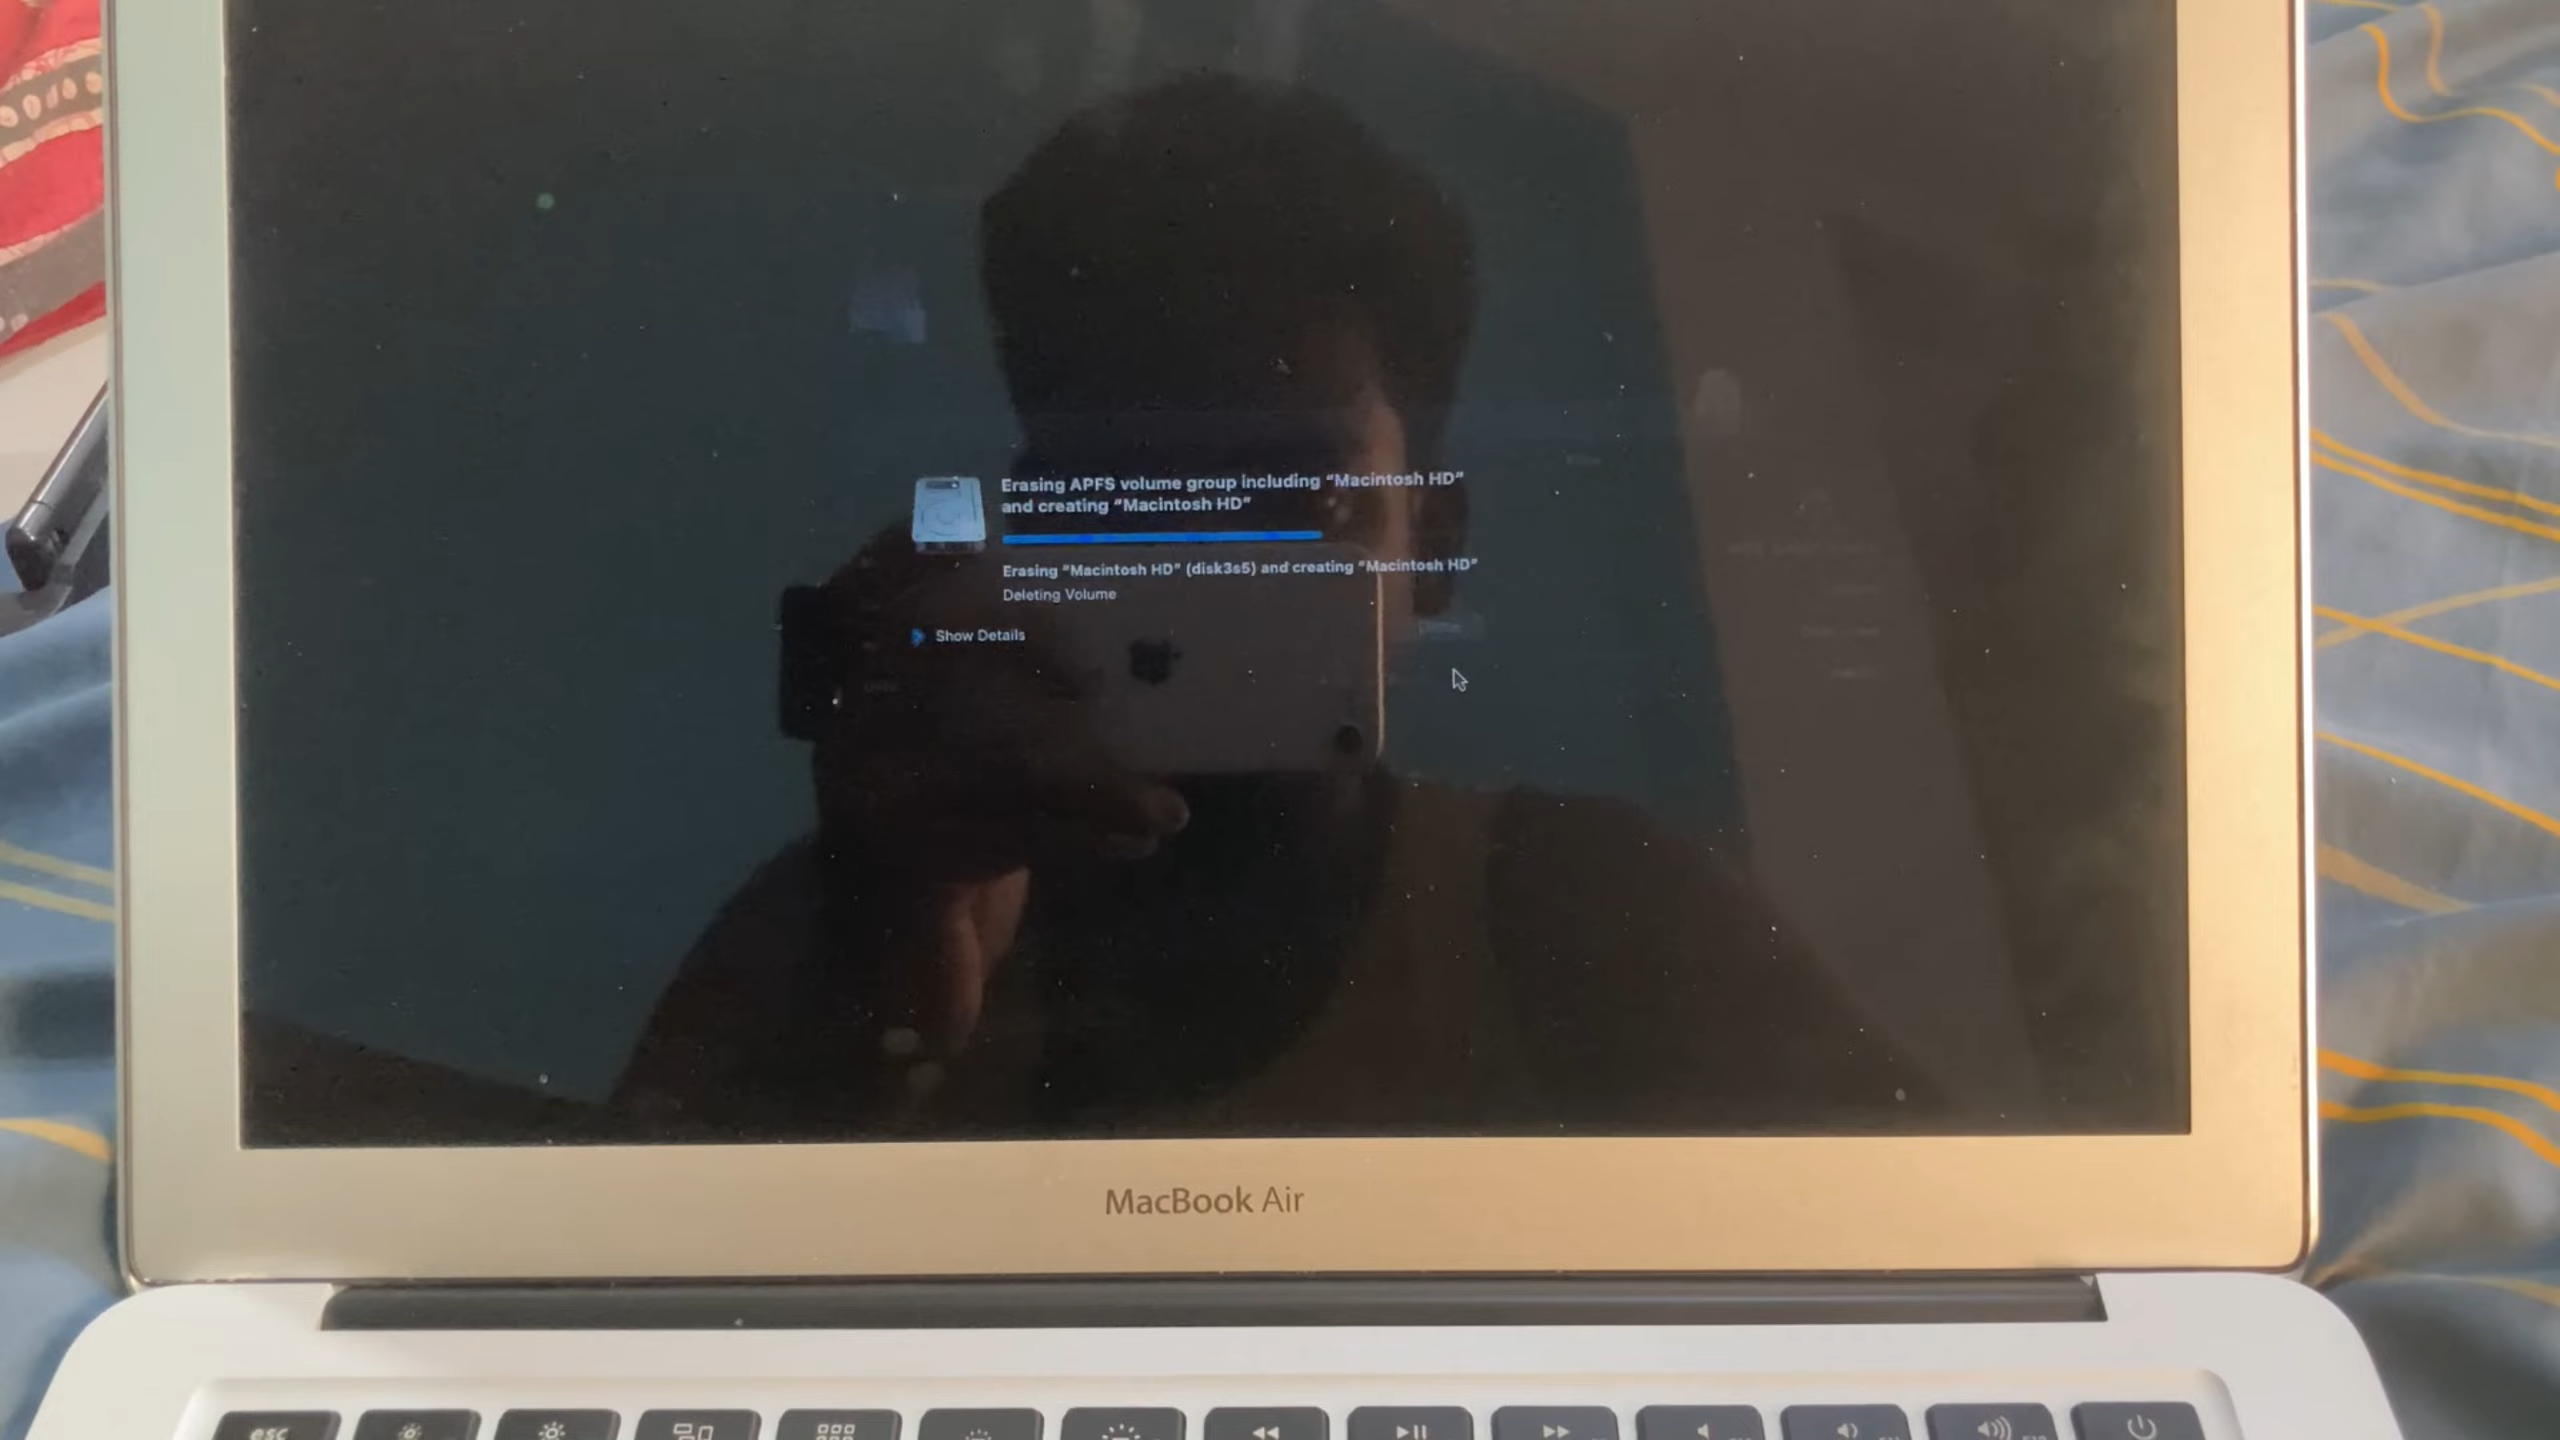 Erasing APFS volume group including “Macintosh HD”
and creating “Macintosh HD”
Erasing “Macintosh HD” (disk3s5) and creating “Macintosh HD”
Deleting Volume
Show Details
MacBook Air
esc